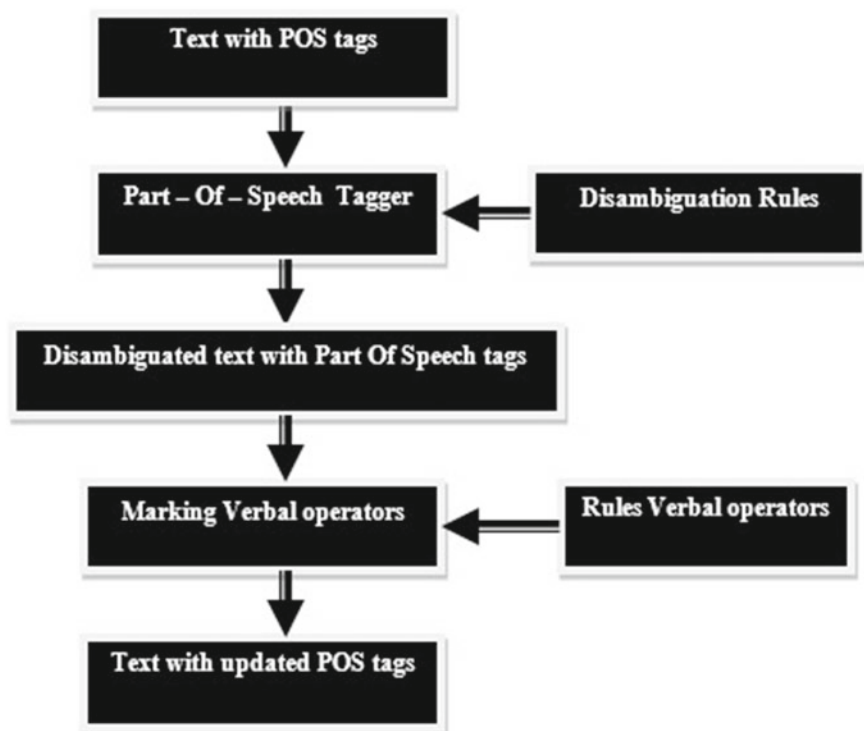 Text with POS tags
Part – Of – Speech Tagger
Disambiguation Rules
Disambiguated text with Part Of Speech tags
Marking Verbal operators
Rules Verbal operators
Text with updated POS tags